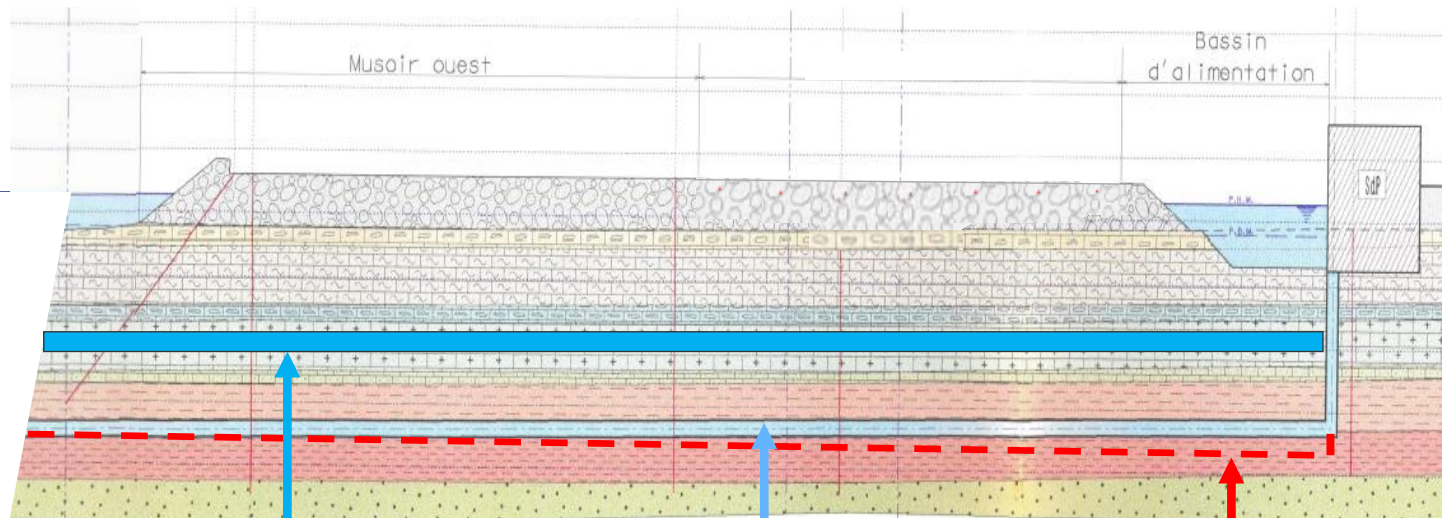 Musoir ouest
Bassin
d'alimentation
SdP
P.H.M.
P.B.M.